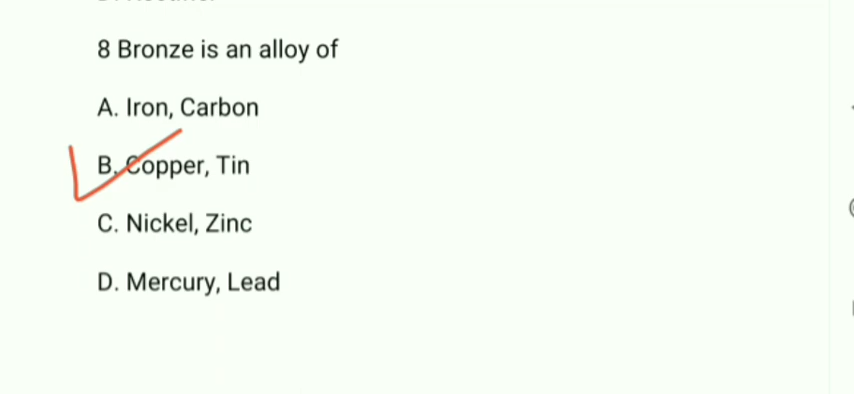 8 Bronze is an alloy of
A. Iron, Carbon
B. Copper, Tin
C. Nickel, Zinc
D. Mercury, Lead